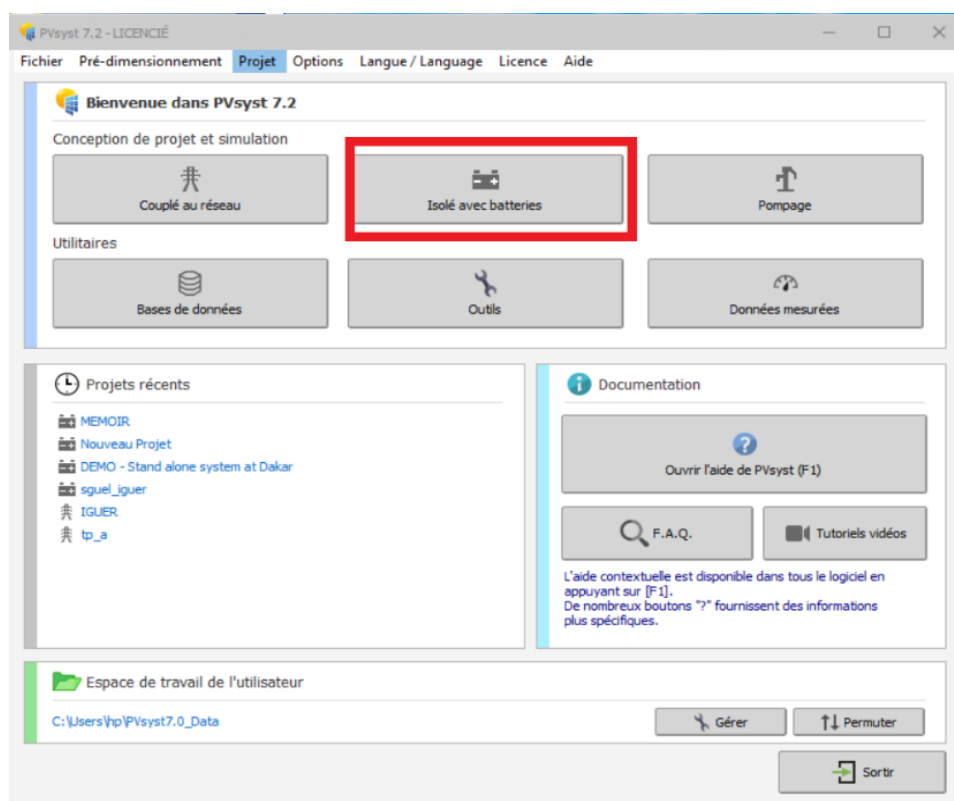 PVsyst 7.2 - LICENCIÉ
Fichier Pré-dimensionnement Projet Options Langue / Language Licence Aide
Bienvenue dans PVsyst 7.2
Conception de projet et simulation
Couplé au réseau
Isolé avec batteries
Pompage
Utilitaires
Bases de données
Outils
Données mesurées
Projets récents
MEMOIR
Nouveau Projet
DEMO - Stand alone system at Dakar
sguel_iguer
IGUER
tp_a
Documentation
Ouvrir l'aide de PVsyst (F1)
F.A.Q.
Tutoriels vidéos
L'aide contextuelle est disponible dans tous le logiciel en
appuyant sur [F1].
De nombreux boutons "?" fournissent des informations
plus spécifiques.
Espace de travail de l'utilisateur
C:\Users\hp\PVsyst7.0_Data
Gérer
Permuter
Sortir